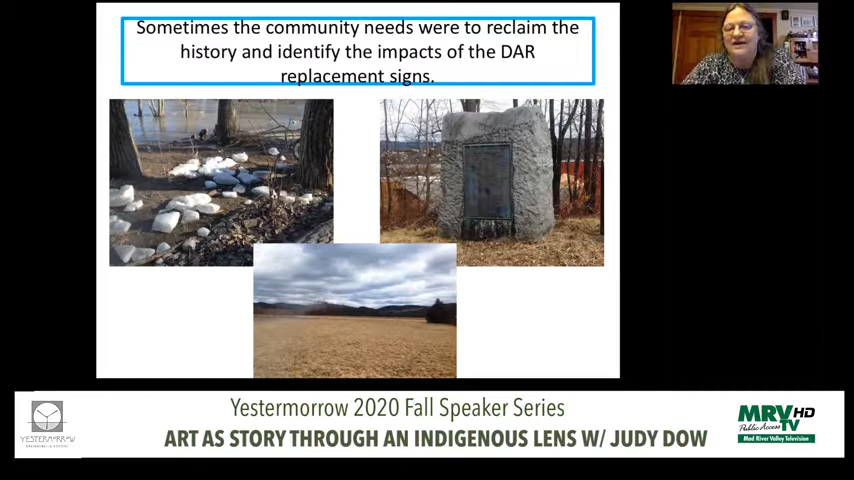 Sometimes the community needs were to reclaim the
history and identify the impacts of the DAR
replacement signs.
Yestermorrow 2020 Fall Speaker Series
ART AS STORY THROUGH AN INDIGENOUS LENS W/ JUDY DOW
YESTERMORROW
MRV HD
Public Access TV
Mad River Valley Television